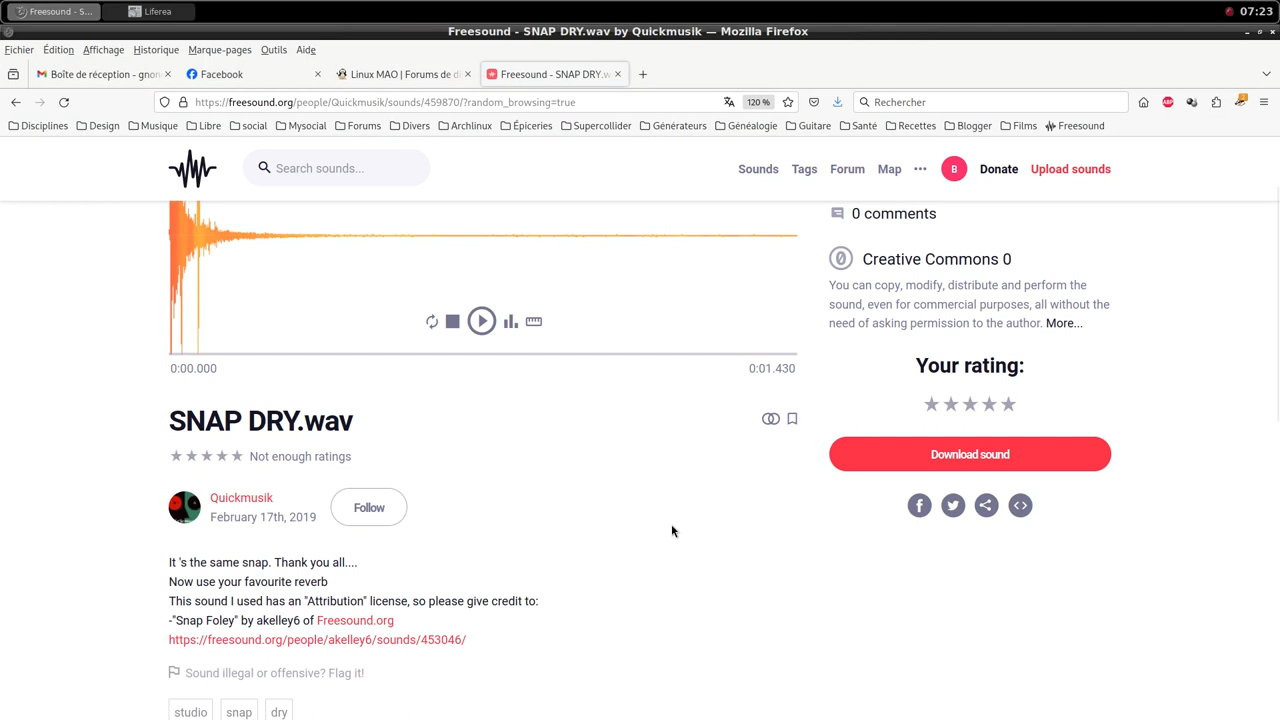 Freesound - S...
Liferea
07:23
Freesound - SNAP DRY.wav by Quickmusik — Mozilla Firefox
Fichier Édition Affichage Historique Marque-pages Outils Aide
Boîte de réception - gnon
Facebook
Linux MAO | Forums de d
Freesound - SNAP DRY.w
https://freesound.org/people/Quickmusik/sounds/459870/?random_browsing=true
120 %
Rechercher
ABP
2
Disciplines Design Musique Libre social Mysocial Forums Divers Archlinux Épiceries Supercollider Générateurs Généalogie Guitare Santé Recettes Blogger Films Freesound
Search sounds...
Sounds Tags Forum Map ••• B Donate Upload sounds
0 comments
Creative Commons 0
You can copy, modify, distribute and perform the
sound, even for commercial purposes, all without the
need of asking permission to the author. More...
0:00.000
0:01.430
Your rating:
Download sound
SNAP DRY.wav
Not enough ratings
Quickmusik
February 17th, 2019
Follow
It 's the same snap. Thank you all....
Now use your favourite reverb
This sound I used has an "Attribution" license, so please give credit to:
-"Snap Foley" by akelley6 of Freesound.org
https://freesound.org/people/akelley6/sounds/453046/
Sound illegal or offensive? Flag it!
studio snap dry